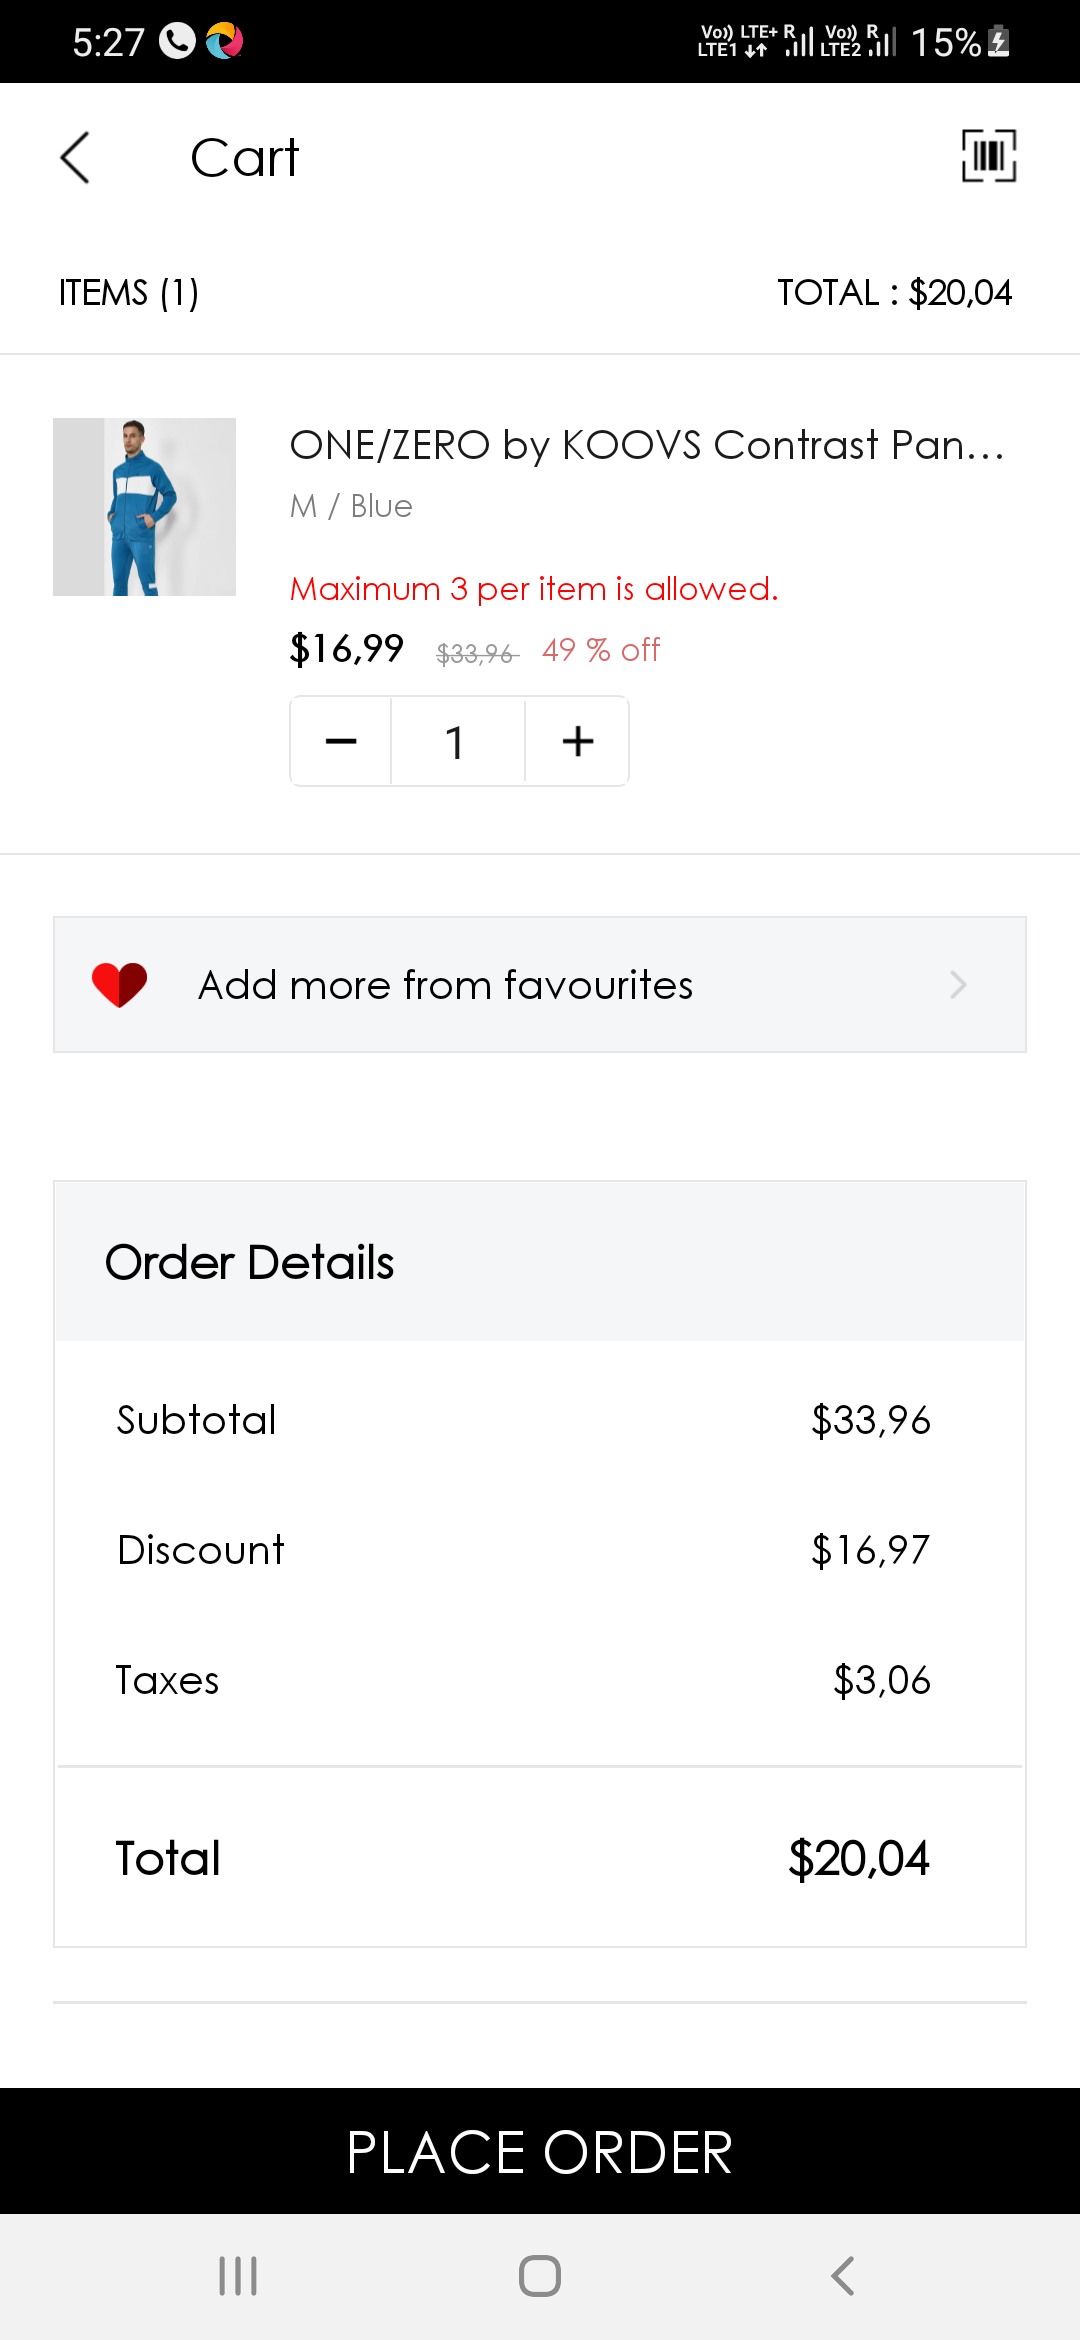 5:27 Vo)) LTE+ R Vo)) R 15%
LTE1 LTE2
Cart
ITEMS (1) TOTAL : $20,04
ONE/ZERO by KOOVS Contrast Pan...
M / Blue
Maximum 3 per item is allowed.
$16,99 $33,96 49 % off
1
Add more from favourites
Order Details
Subtotal $33,96
Discount $16,97
Taxes $3,06
Total $20,04
PLACE ORDER